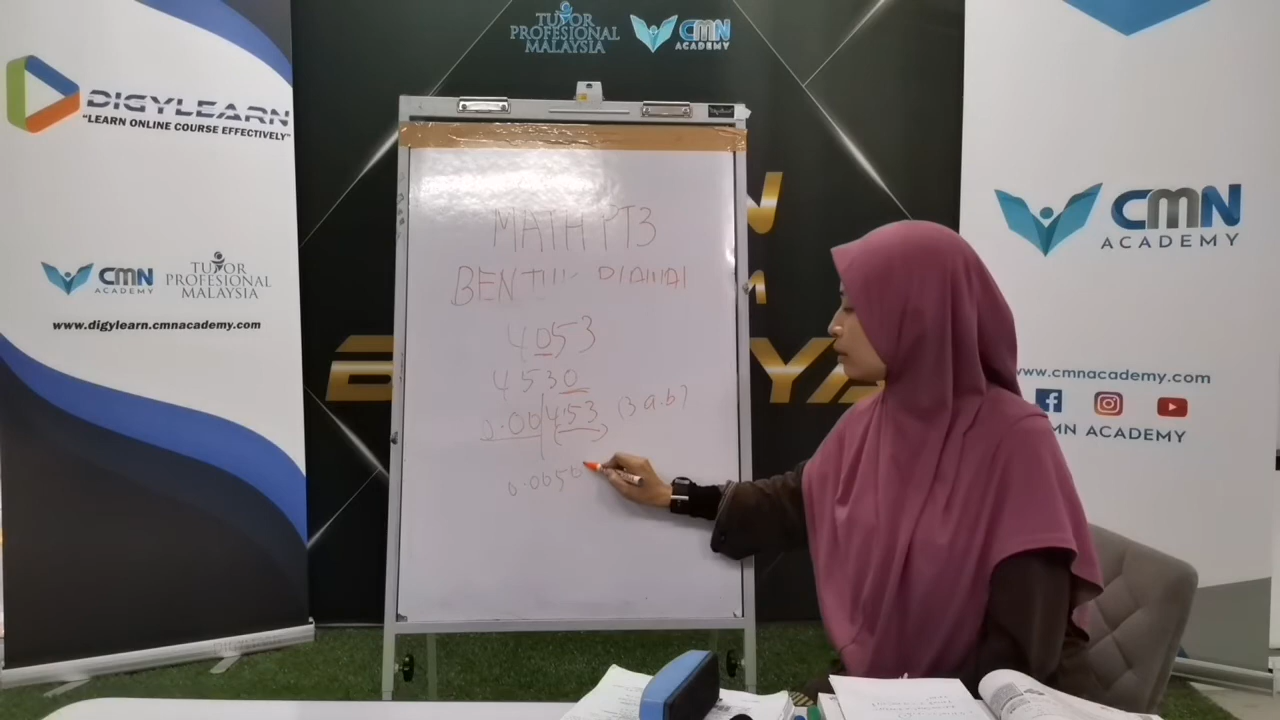 TUTOR
PROFESIONAL
MALAYSIA
CMN
ACADEMY
DIGYLEARN
"LEARN ONLINE COURSE EFFECTIVELY"
CMN
ACADEMY
TUTOR
PROFESIONAL
MALAYSIA
www.digylearn.cmnacademy.com
MATH PT3
BENTUK PIAWAI
4053
4530
0.00453 (3 a.b)
0.0050
CMN
ACADEMY
www.cmnacademy.com
CMN ACADEMY